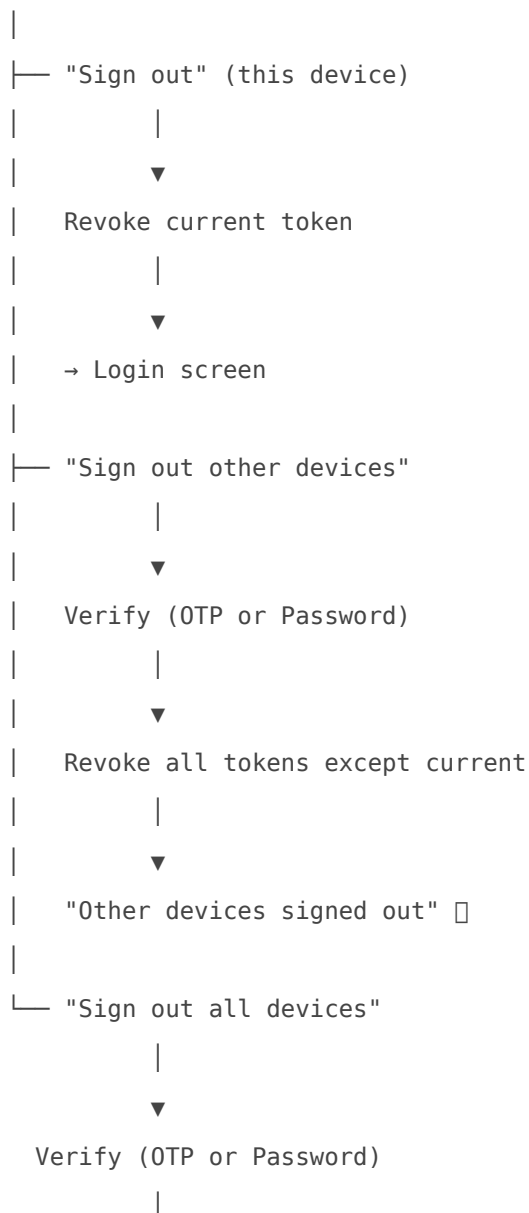 │
├── "Sign out" (this device)
│         │
│         ▼
│   Revoke current token
│         │
│         ▼
│   → Login screen
│
├── "Sign out other devices"
│         │
│         ▼
│   Verify (OTP or Password)
│         │
│         ▼
│   Revoke all tokens except current
│         │
│         ▼
│   "Other devices signed out" ▯
│
└── "Sign out all devices"
          │
          ▼
  Verify (OTP or Password)
          │